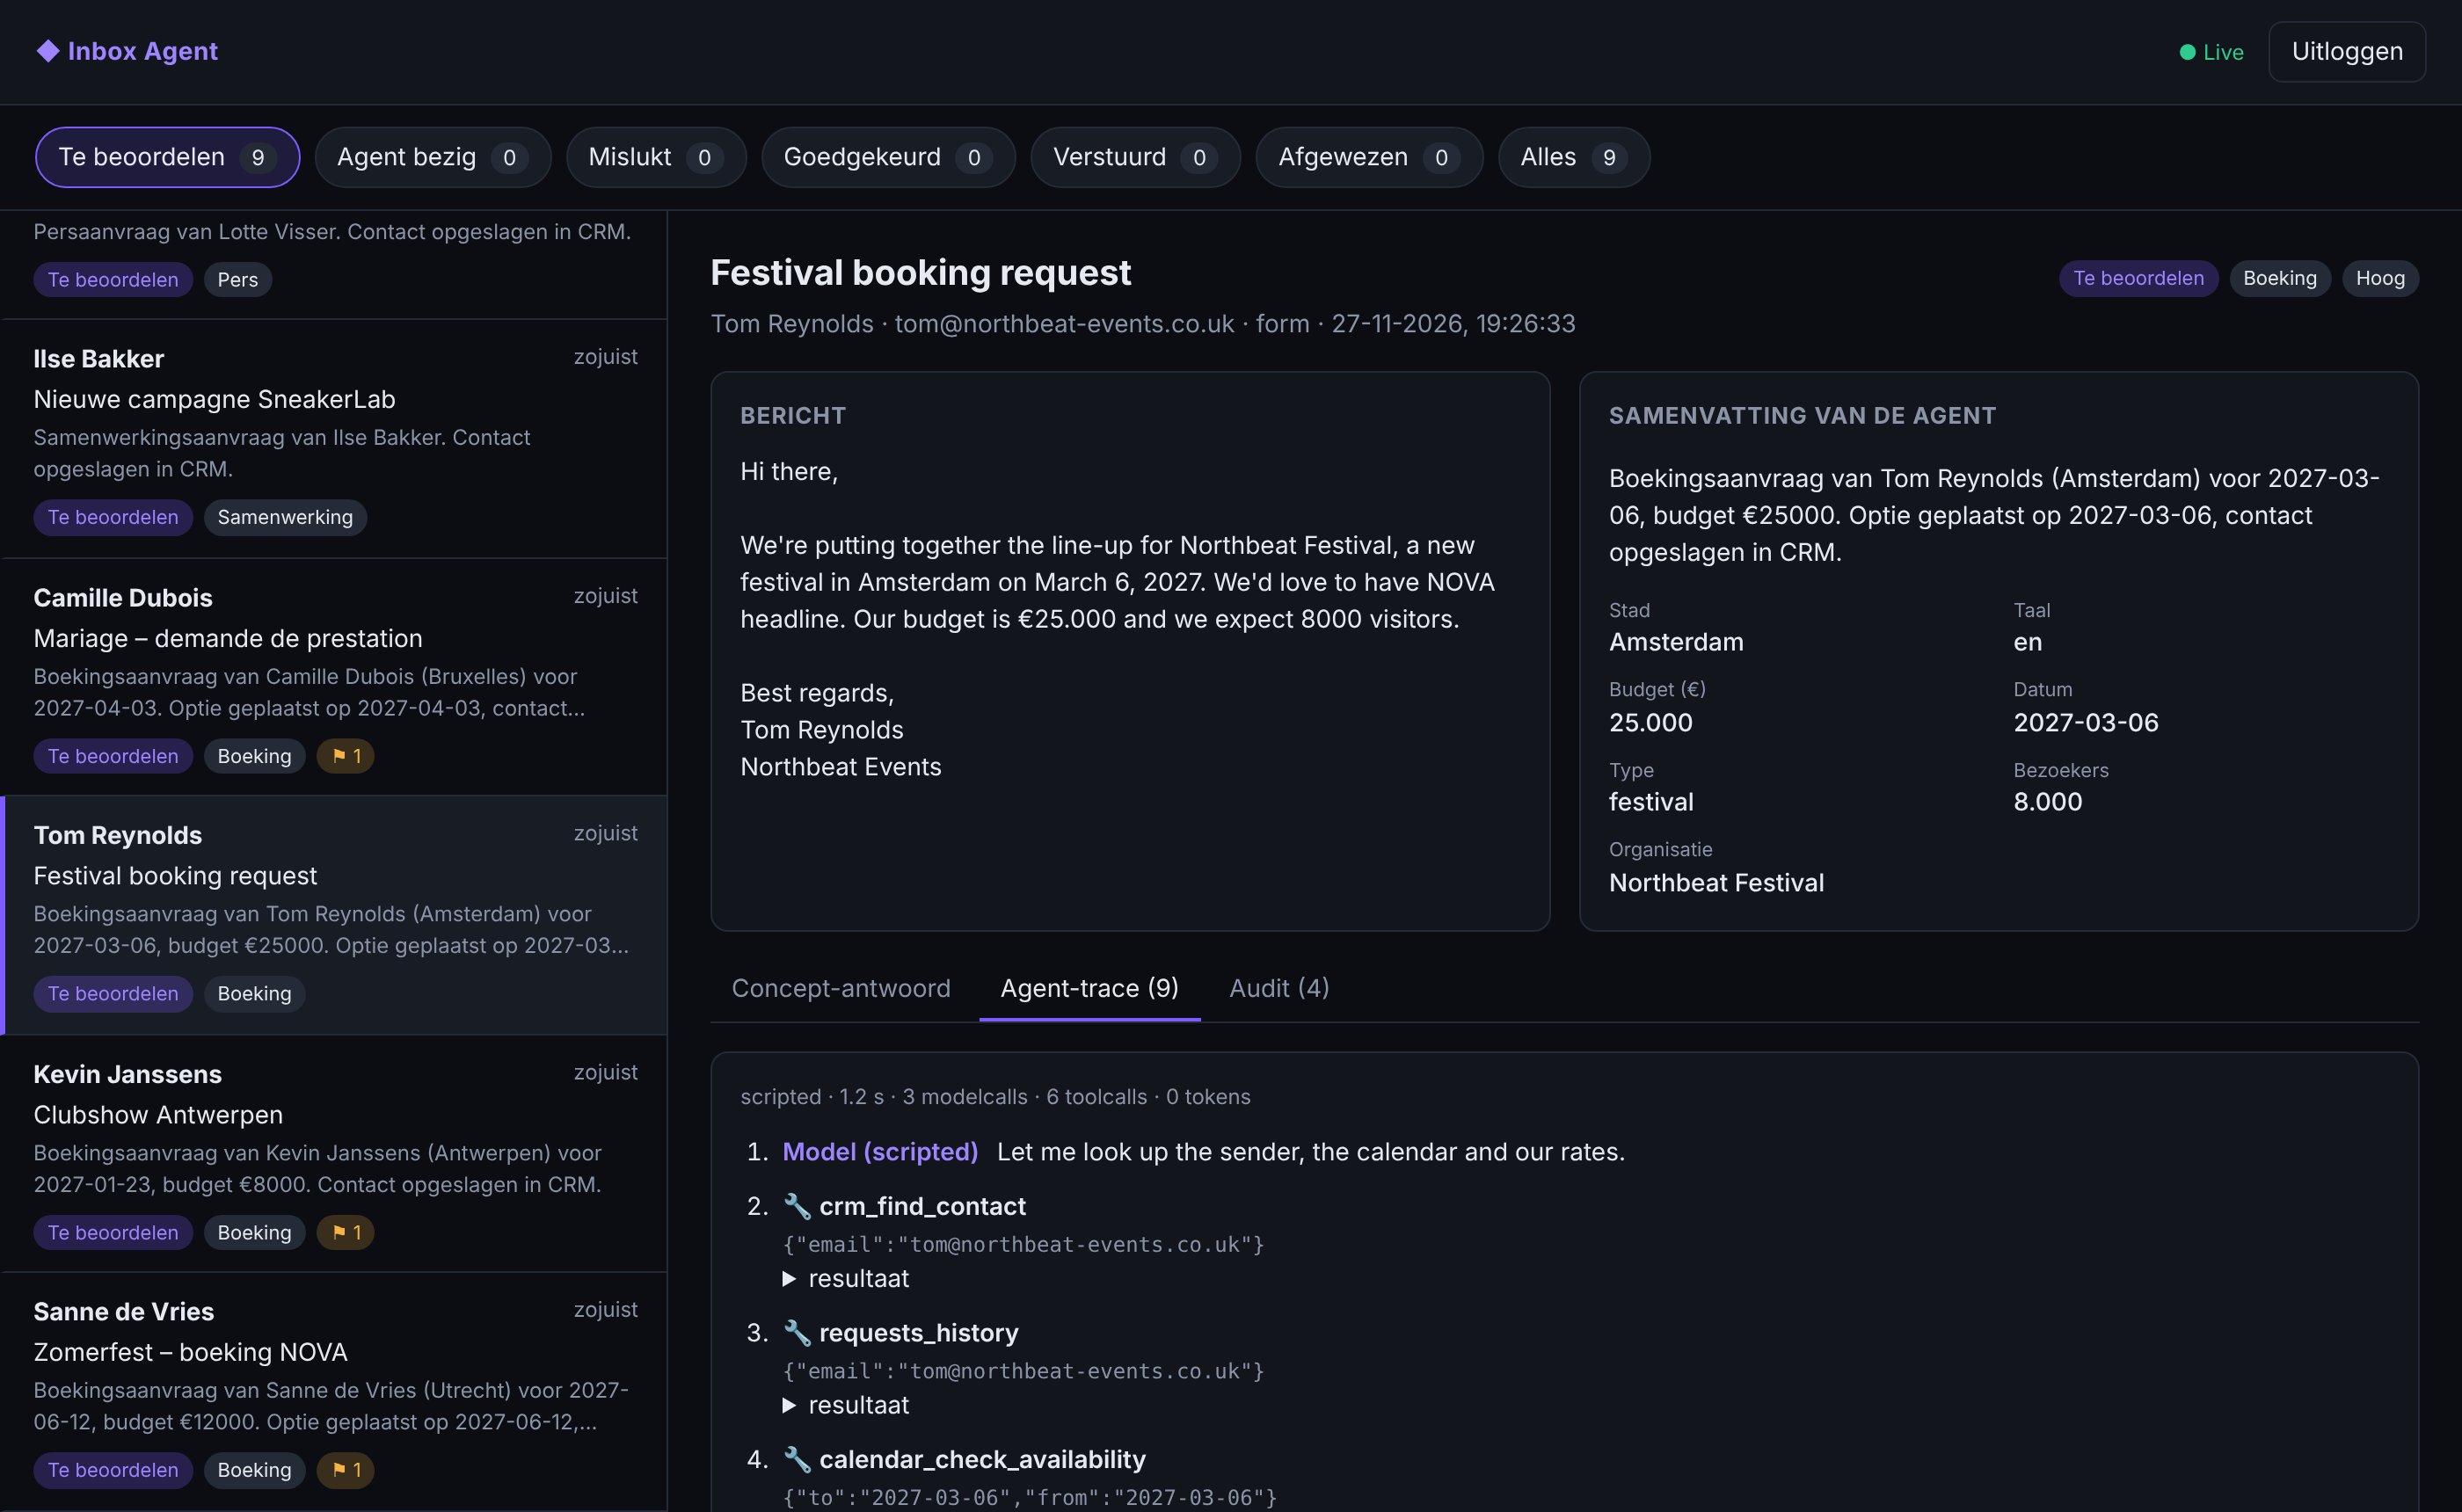 Inbox Agent
Live
Uitloggen
Te beoordelen 9
Agent bezig 0
Mislukt 0
Goedgekeurd 0
Verstuurd 0
Afgewezen 0
Alles 9
Persaanvraag van Lotte Visser. Contact opgeslagen in CRM.
Te beoordelen Pers
Ilse Bakker zojuist
Nieuwe campagne SneakerLab
Samenwerkingsaanvraag van Ilse Bakker. Contact
opgeslagen in CRM.
Te beoordelen Samenwerking
Camille Dubois zojuist
Mariage – demande de prestation
Boekingsaanvraag van Camille Dubois (Bruxelles) voor
2027-04-03. Optie geplaatst op 2027-04-03, contact...
Te beoordelen Boeking ⚑ 1
Tom Reynolds zojuist
Festival booking request
Boekingsaanvraag van Tom Reynolds (Amsterdam) voor
2027-03-06, budget €25000. Optie geplaatst op 2027-03...
Te beoordelen Boeking
Kevin Janssens zojuist
Clubshow Antwerpen
Boekingsaanvraag van Kevin Janssens (Antwerpen) voor
2027-01-23, budget €8000. Contact opgeslagen in CRM.
Te beoordelen Boeking ⚑ 1
Sanne de Vries zojuist
Zomerfest – boeking NOVA
Boekingsaanvraag van Sanne de Vries (Utrecht) voor 2027-
06-12, budget €12000. Optie geplaatst op 2027-06-12,...
Te beoordelen Boeking ⚑ 1
Festival booking request
Te beoordelen Boeking Hoog
Tom Reynolds · tom@northbeat-events.co.uk · form · 27-11-2026, 19:26:33
BERICHT
Hi there,
We're putting together the line-up for Northbeat Festival, a new
festival in Amsterdam on March 6, 2027. We'd love to have NOVA
headline. Our budget is €25.000 and we expect 8000 visitors.
Best regards,
Tom Reynolds
Northbeat Events
SAMENVATTING VAN DE AGENT
Boekingsaanvraag van Tom Reynolds (Amsterdam) voor 2027-03-
06, budget €25000. Optie geplaatst op 2027-03-06, contact
opgeslagen in CRM.
Stad Taal
Amsterdam en
Budget (€) Datum
25.000 2027-03-06
Type Bezoekers
festival 8.000
Organisatie
Northbeat Festival
Concept-antwoord Agent-trace (9) Audit (4)
scripted · 1.2 s · 3 modelcalls · 6 toolcalls · 0 tokens
1. Model (scripted) Let me look up the sender, the calendar and our rates.
2. 🔧 crm_find_contact
{"email":"tom@northbeat-events.co.uk"}
▶ resultaat
3. 🔧 requests_history
{"email":"tom@northbeat-events.co.uk"}
▶ resultaat
4. 🔧 calendar_check_availability
{"to":"2027-03-06","from":"2027-03-06"}